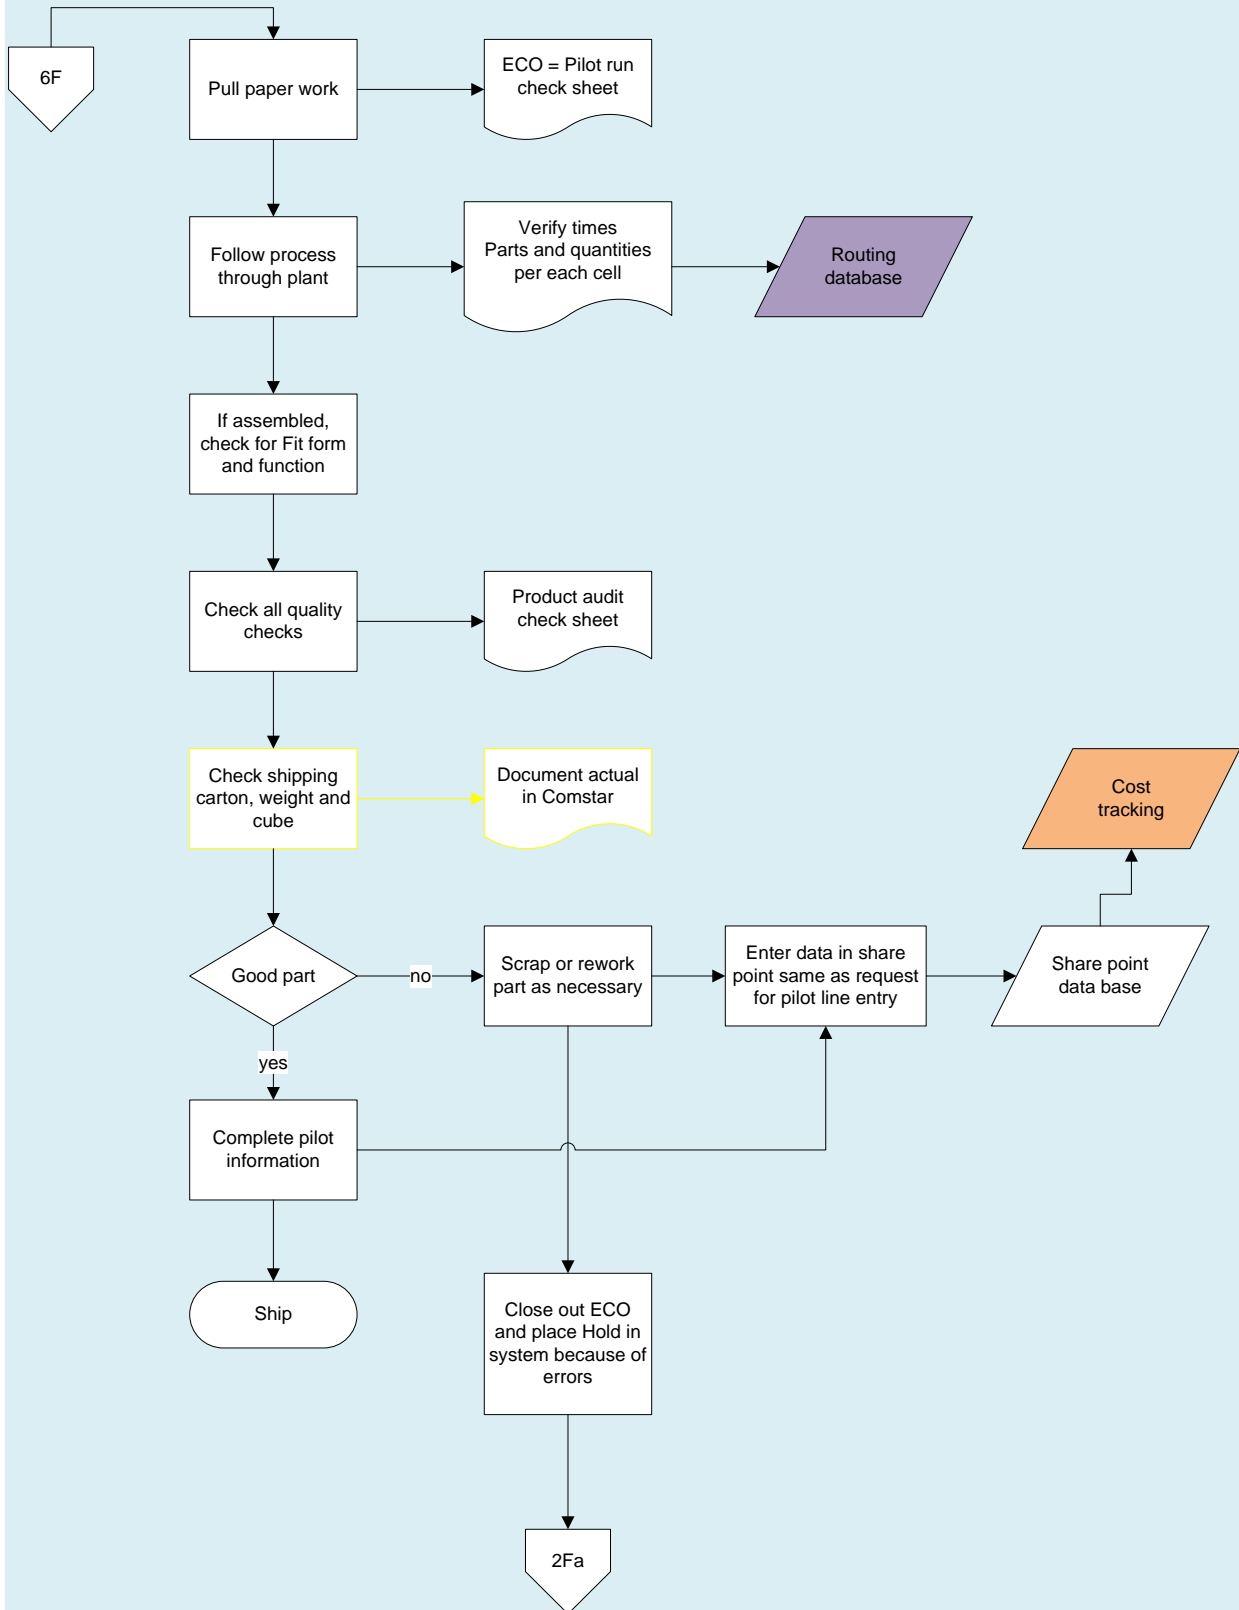 6F
Pull paper work
ECO = Pilot run
check sheet
Follow process
through plant
Verify times
Parts and quantities
per each cell
Routing
database
If assembled,
check for Fit form
and function
Check all quality
checks
Product audit
check sheet
Check shipping
carton, weight and
cube
Document actual
in Comstar
Cost
tracking
Good part
no
Scrap or rework
part as necessary
Enter data in share
point same as request
for pilot line entry
Share point
data base
yes
Complete pilot
information
Ship
Close out ECO
and place Hold in
system because of
errors
2Fa